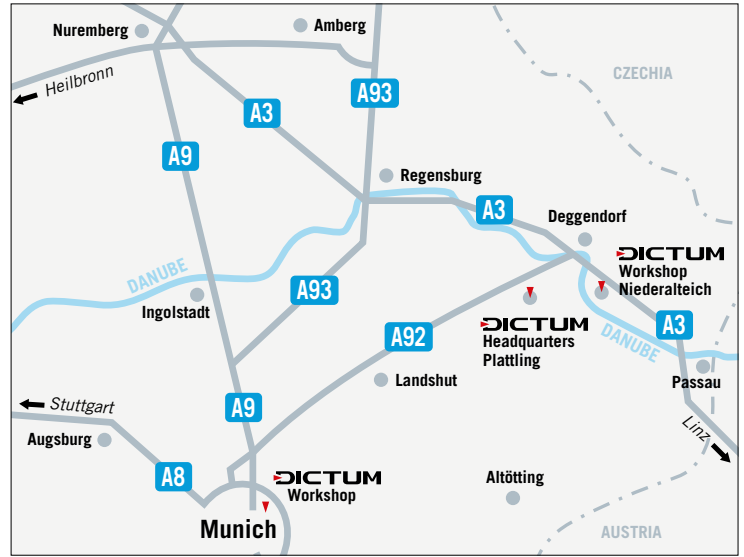 Nuremberg
Amberg
CZECHIA
Heilbronn
A93
A3
A9
Regensburg
A3
Deggendorf
DICTUM
Workshop
Niederalteich
DANUBE
A93
Ingolstadt
DICTUM
Headquarters
Plattling
A3
DANUBE
A92
Landshut
Passau
Stuttgart
A9
Augsburg
Linz
A8
DICTUM
Workshop
Altötting
Munich
AUSTRIA